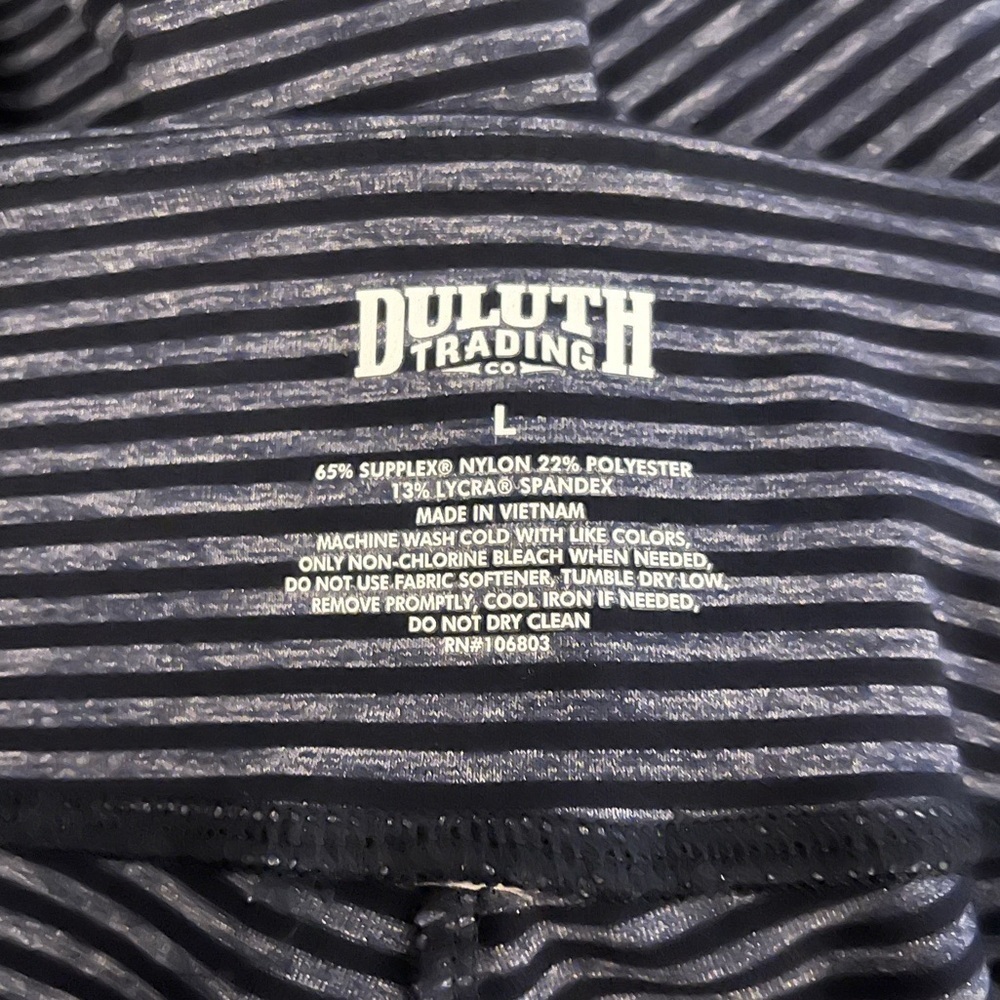 DULUTH
TRADING
CO
L
65% SUPPLEX® NYLON 22% POLYESTER
13% LYCRA® SPANDEX
MADE IN VIETNAM
MACHINE WASH COLD WITH LIKE COLORS,
ONLY NON-CHLORINE BLEACH WHEN NEEDED,
DO NOT USE FABRIC SOFTENER, TUMBLE DRY LOW,
REMOVE PROMPTLY, COOL IRON IF NEEDED,
DO NOT DRY CLEAN
RN#106803